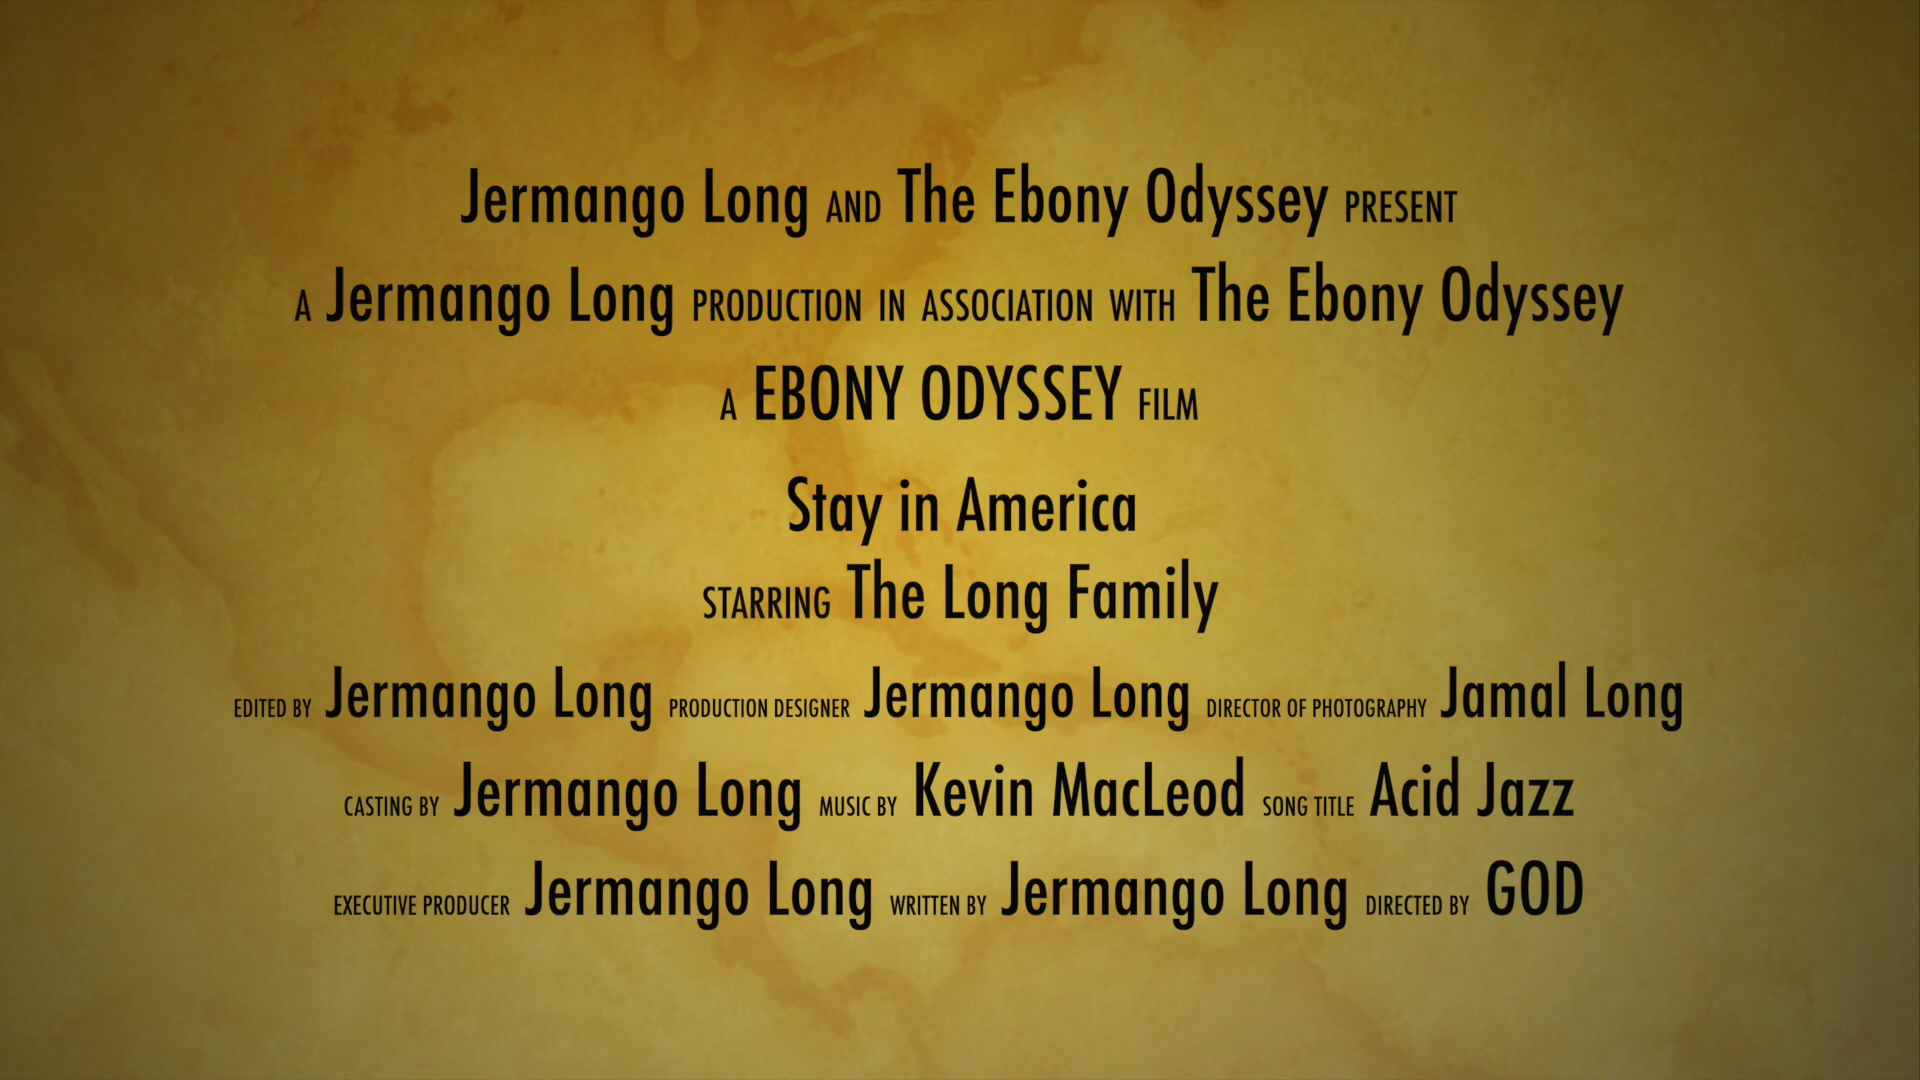 Jermango Long AND The Ebony Odyssey PRESENT
A Jermango Long PRODUCTION IN ASSOCIATION WITH The Ebony Odyssey
A EBONY ODYSSEY FILM
Stay in America
STARRING The Long Family
EDITED BY Jermango Long PRODUCTION DESIGNER Jermango Long DIRECTOR OF PHOTOGRAPHY Jamal Long
CASTING BY Jermango Long MUSIC BY Kevin MacLeod SONG TITLE Acid Jazz
EXECUTIVE PRODUCER Jermango Long WRITTEN BY Jermango Long DIRECTED BY GOD